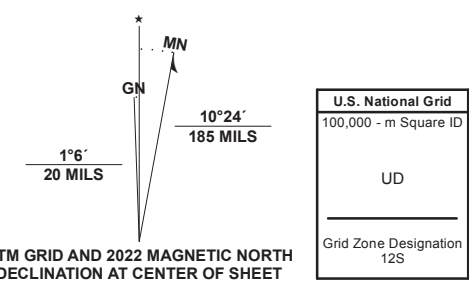 ★
MN
GN
10°24´
185 MILS
1°6´
20 MILS
TM GRID AND 2022 MAGNETIC NORTH
DECLINATION AT CENTER OF SHEET
U.S. National Grid
100,000 - m Square ID
UD
Grid Zone Designation
12S